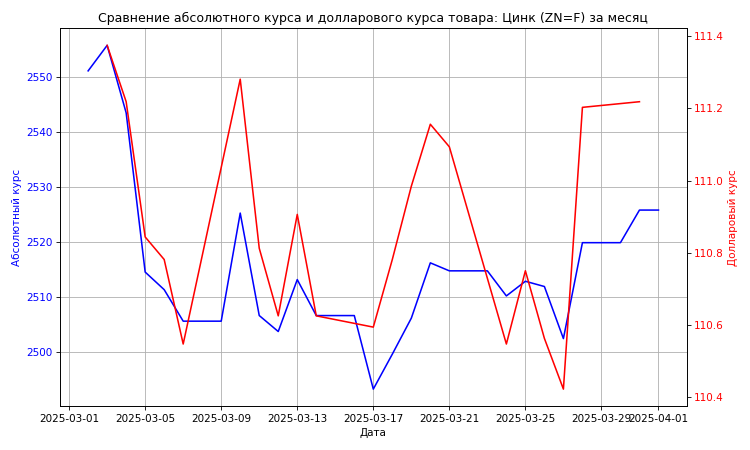 Сравнение абсолютного курса и долларового курса товара: Цинк (ZN=F) за месяц
Абсолютный курс
2550
2540
2530
2520
2510
2500
111.4
111.2
111.0
110.8
110.6
110.4
Долларовый курс
2025-03-01 2025-03-05 2025-03-09 2025-03-13 2025-03-17 2025-03-21 2025-03-25 2025-03-29 2025-04-01
Дата